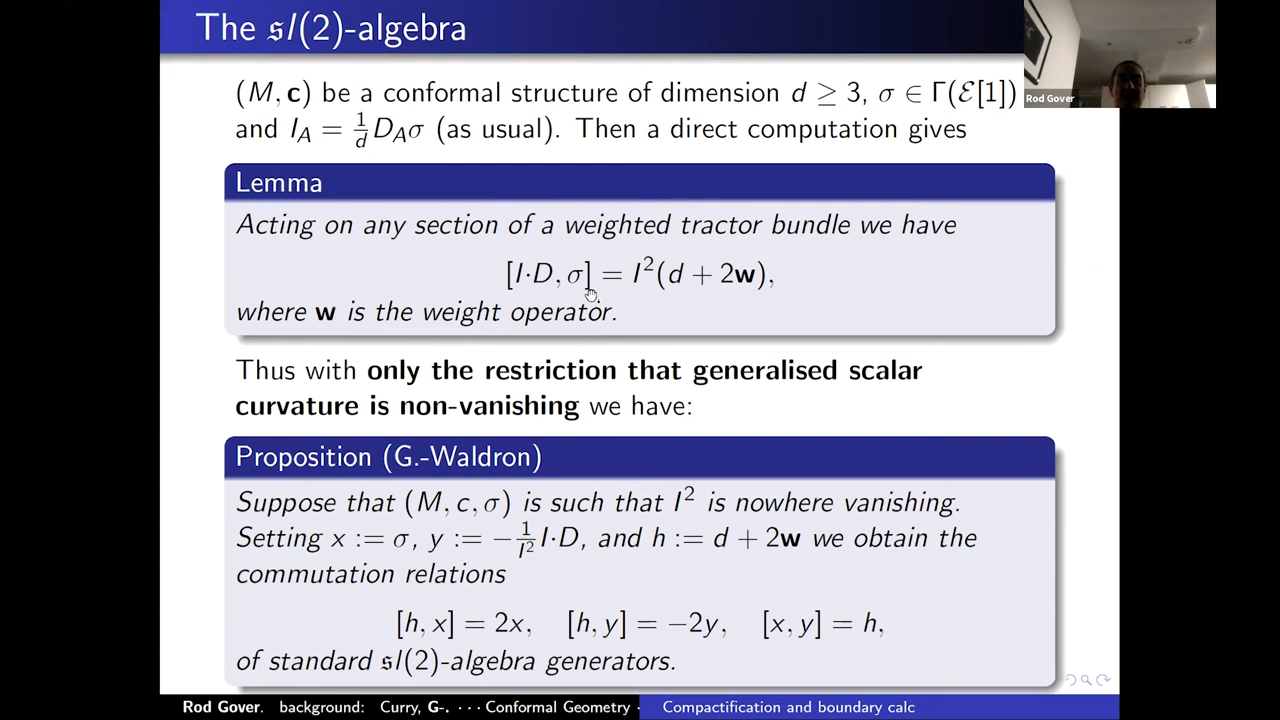 The 𝔰l(2)-algebra
Rod Gover
(M, c) be a conformal structure of dimension d ≥ 3, σ ∈ Γ(ℰ[1])
and I_A = 1/d D_Aσ (as usual). Then a direct computation gives
Lemma
Acting on any section of a weighted tractor bundle we have
[I·D, σ] = I²(d + 2w),
where w is the weight operator.
Thus with only the restriction that generalised scalar
curvature is non-vanishing we have:
Proposition (G.-Waldron)
Suppose that (M, c, σ) is such that I² is nowhere vanishing.
Setting x := σ, y := −1/I² I·D, and h := d + 2w we obtain the
commutation relations
[h, x] = 2x, [h, y] = −2y, [x, y] = h,
of standard 𝔰l(2)-algebra generators.
Rod Gover. background: Curry, G-. ··· Conformal Geometry · Compactification and boundary calc